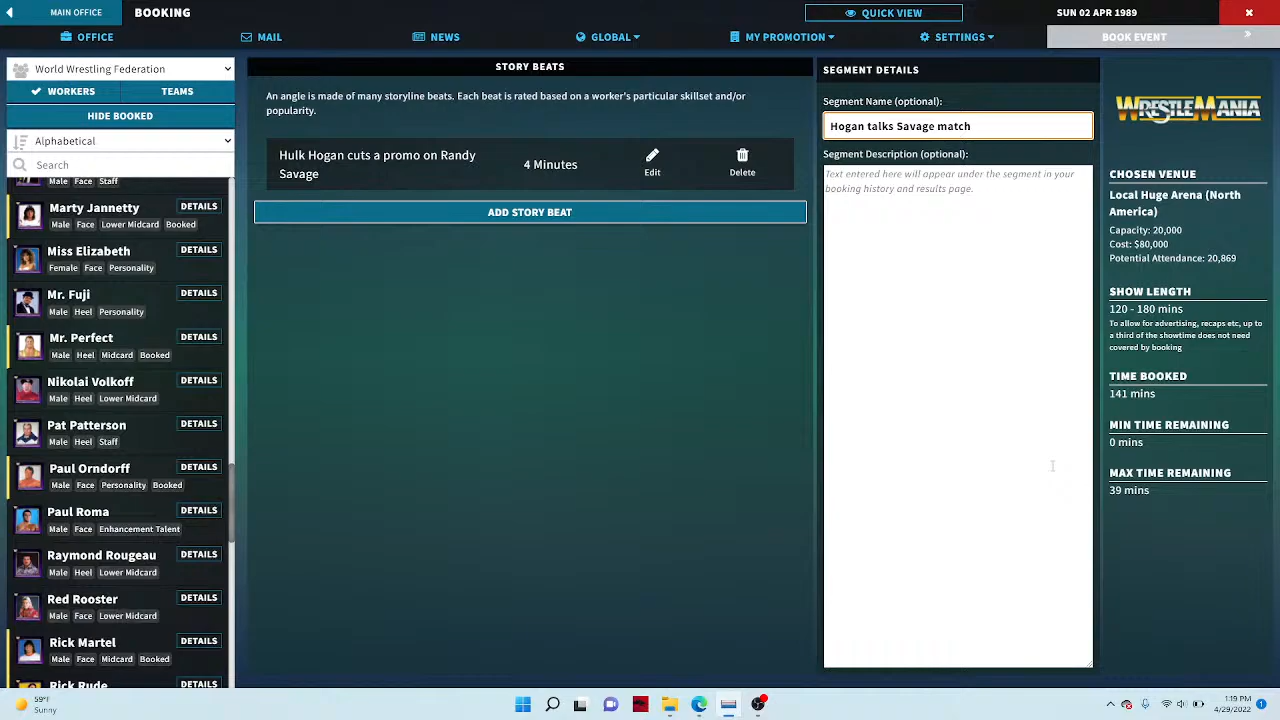 MAIN OFFICE
BOOKING
QUICK VIEW
SUN 02 APR 1989
OFFICE
MAIL
NEWS
GLOBAL
MY PROMOTION
SETTINGS
BOOK EVENT
World Wrestling Federation
WORKERS
TEAMS
HIDE BOOKED
Alphabetical
Search
Male Face Staff
Marty Jannetty
DETAILS
Male Face Lower Midcard Booked
Miss Elizabeth
DETAILS
Female Face Personality
Mr. Fuji
DETAILS
Male Heel Personality
Mr. Perfect
DETAILS
Male Heel Midcard Booked
Nikolai Volkoff
DETAILS
Male Heel Lower Midcard
Pat Patterson
DETAILS
Male Heel Staff
Paul Orndorff
DETAILS
Male Face Personality Booked
Paul Roma
DETAILS
Male Face Enhancement Talent
Raymond Rougeau
DETAILS
Male Heel Lower Midcard
Red Rooster
DETAILS
Male Face Lower Midcard
Rick Martel
DETAILS
Male Face Midcard Booked
Rick Rude
DETAILS
STORY BEATS
An angle is made of many storyline beats. Each beat is rated based on a worker's particular skillset and/or
popularity.
Hulk Hogan cuts a promo on Randy
Savage
4 Minutes
Edit
Delete
ADD STORY BEAT
SEGMENT DETAILS
Segment Name (optional):
Hogan talks Savage match
Segment Description (optional):
Text entered here will appear under the segment in your
booking history and results page.
WRESTLEMANIA
CHOSEN VENUE
Local Huge Arena (North
America)
Capacity: 20,000
Cost: $80,000
Potential Attendance: 20,869
SHOW LENGTH
120 - 180 mins
To allow for advertising, recaps etc, up to
a third of the showtime does not need
covered by booking
TIME BOOKED
141 mins
MIN TIME REMAINING
0 mins
MAX TIME REMAINING
39 mins
59°F
Sunny
1:19 PM
4/29/2022